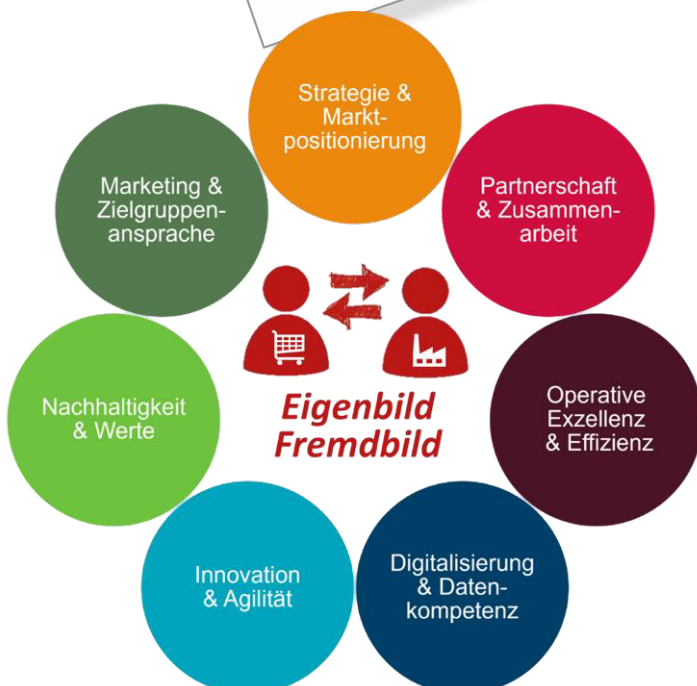 Strategie &
Markt-
positionierung
Partnerschaft
& Zusammen-
arbeit
Operative
Exzellenz
& Effizienz
Digitalisierung
& Daten-
kompetenz
Innovation
& Agilität
Nachhaltigkeit
& Werte
Marketing &
Zielgruppen-
ansprache
Eigenbild
Fremdbild